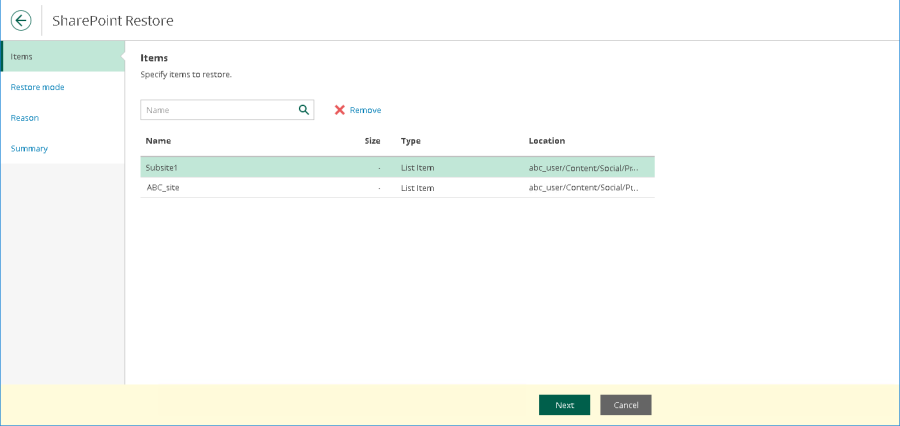 SharePoint Restore
Items
Restore mode
Reason
Summary
Items
Specify items to restore.
Name
Remove
Name Size Type Location
Subsite1 - List Item abc_user/Content/Social/Pr...
ABC_site - List Item abc_user/Content/Social/Pr...
Next Cancel